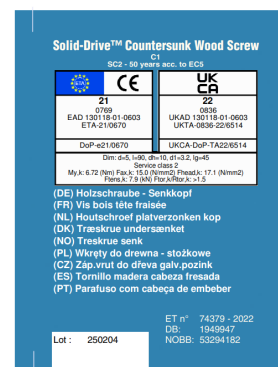 Solid-Drive™ Countersunk Wood Screw
C1
SC2 - 50 years acc. to EC5
ETA
CE
UK
CA
21
0769
EAD 130118-01-0603
ETA-21/0670
22
0836
UKAD 130118-01-0603
UKTA-0836-22/6514
DoP-e21/0670
UKCA-DoP-TA22/6514
Dim: d=5, l=90, dh=10, d1=3.2, lg=45
Service class 2
My,k: 6.72 (Nm) Fax,k: 15.0 (N/mm2) Fhead,k: 17.1 (N/mm2)
Ftens,k: 7.9 (kN) Ftor,k/Rtor,k: >1.5
(DE) Holzschraube - Senkkopf
(FR) Vis bois tête fraisée
(NL) Houtschroef platverzonken kop
(DK) Træskrue undersænket
(NO) Treskrue senk
(PL) Wkręty do drewna - stożkowe
(CZ) Záp.vrut do dřeva galv.pozink
(ES) Tornillo madera cabeza fresada
(PT) Parafuso com cabeça de embeber
ET n° 74379 - 2022
DB: 1949947
NOBB: 53294182
Lot : 250204